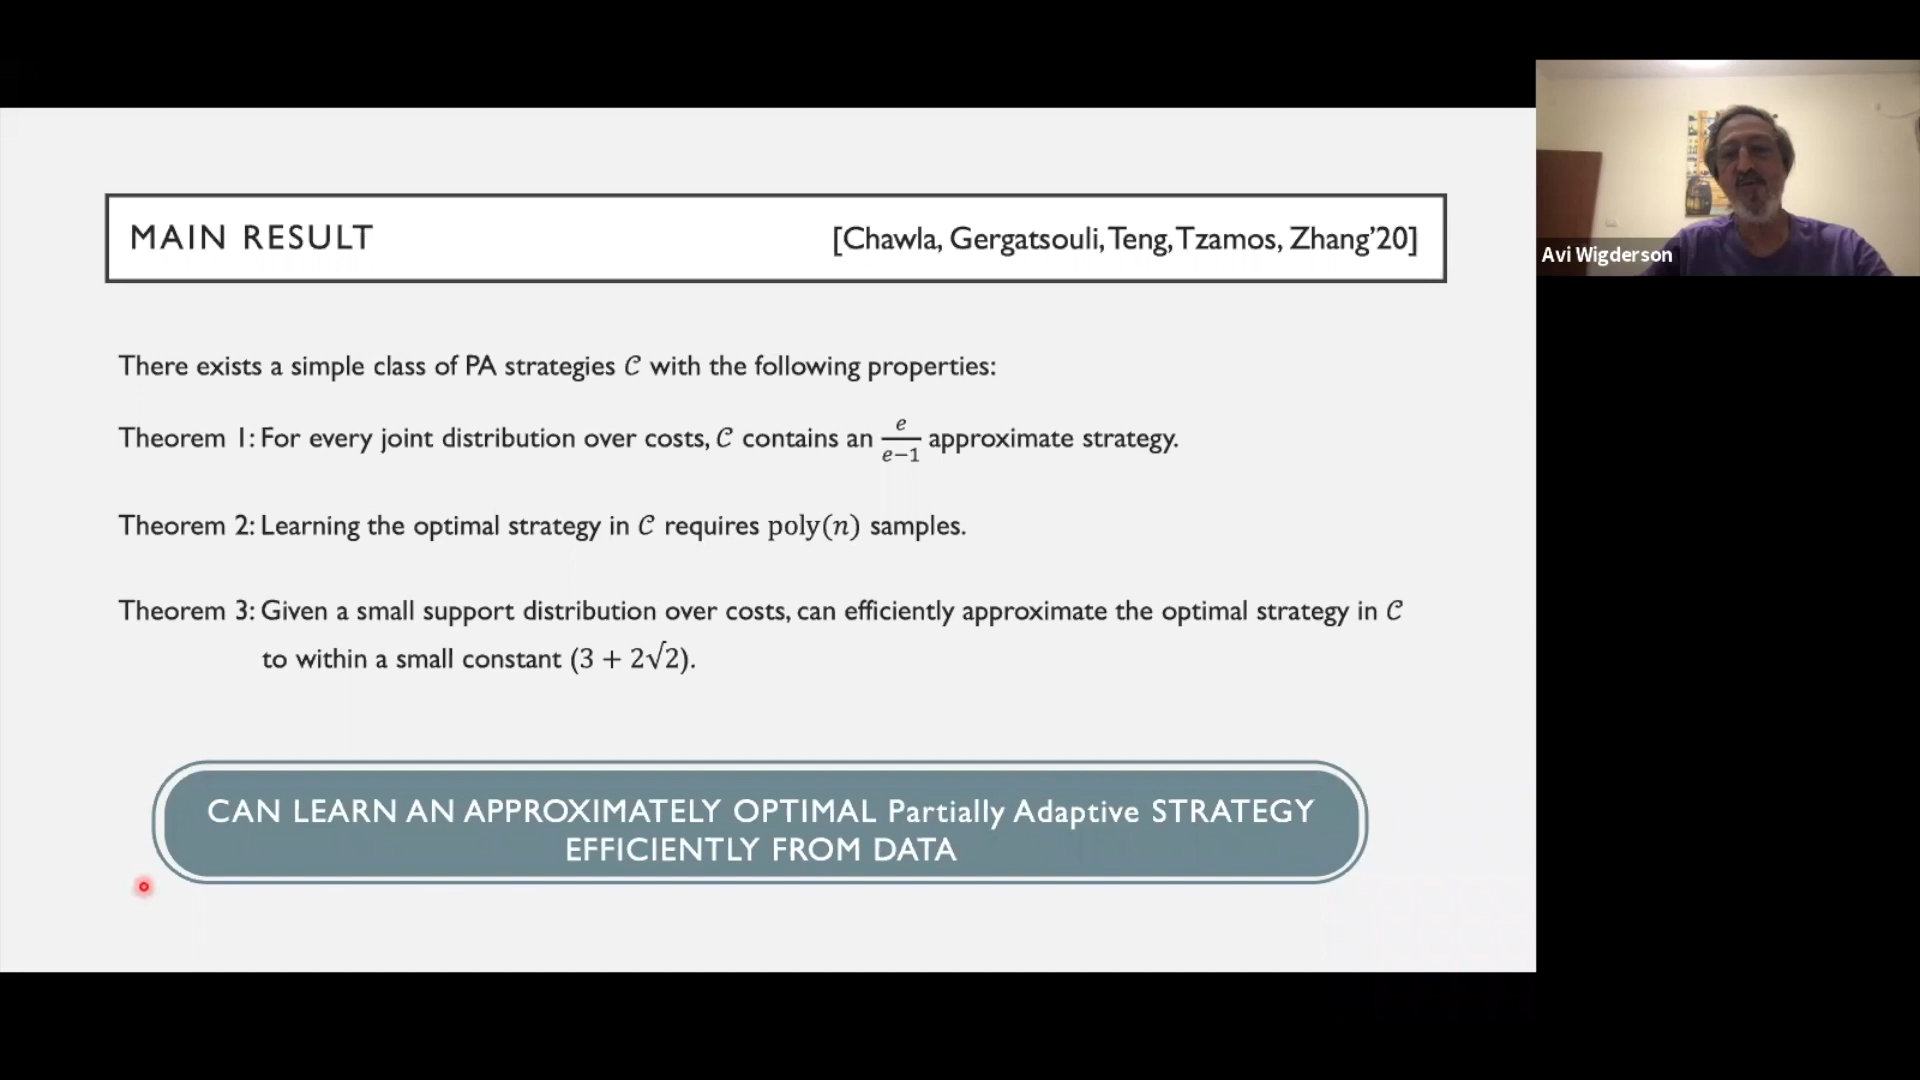 MAIN RESULT [Chawla, Gergatsouli, Teng, Tzamos, Zhang'20]
Avi Wigderson
There exists a simple class of PA strategies 𝒞 with the following properties:
Theorem 1: For every joint distribution over costs, 𝒞 contains an e/(e−1) approximate strategy.
Theorem 2: Learning the optimal strategy in 𝒞 requires poly(n) samples.
Theorem 3: Given a small support distribution over costs, can efficiently approximate the optimal strategy in 𝒞
to within a small constant (3 + 2√2).
CAN LEARN AN APPROXIMATELY OPTIMAL Partially Adaptive STRATEGY
EFFICIENTLY FROM DATA